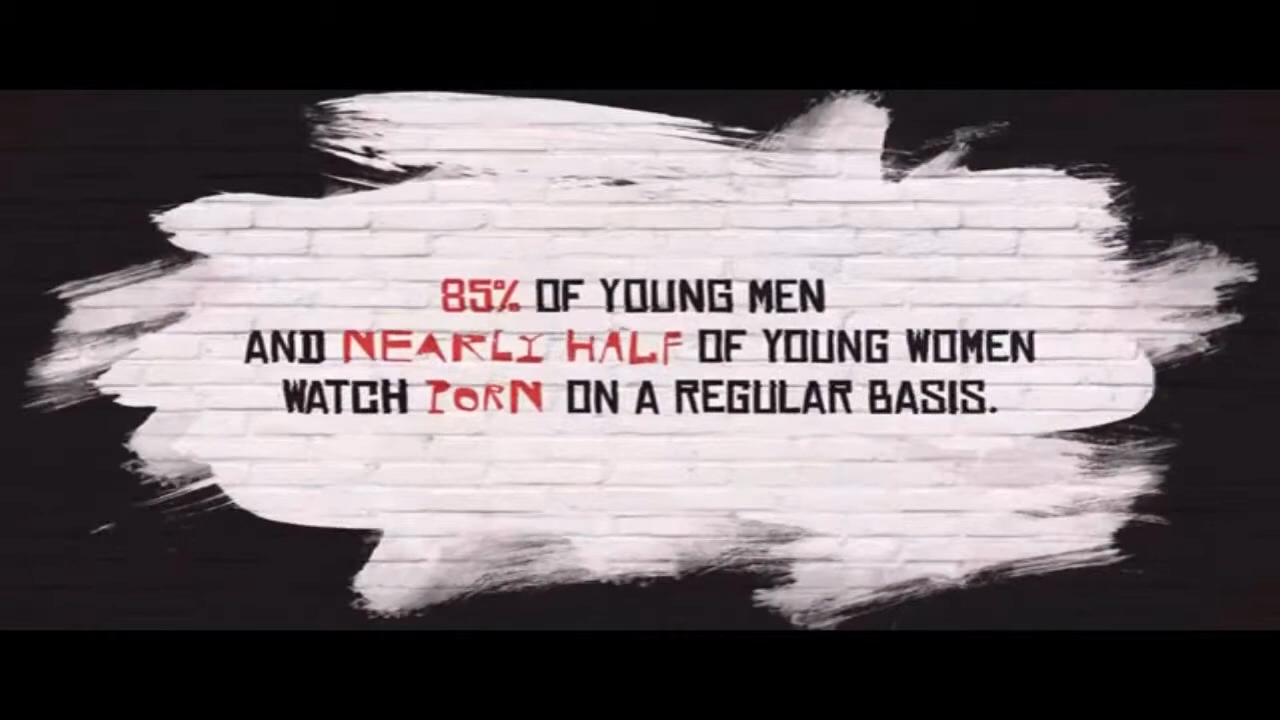 85% OF YOUNG MEN
AND NEARLY HALF OF YOUNG WOMEN
WATCH PORN ON A REGULAR BASIS.